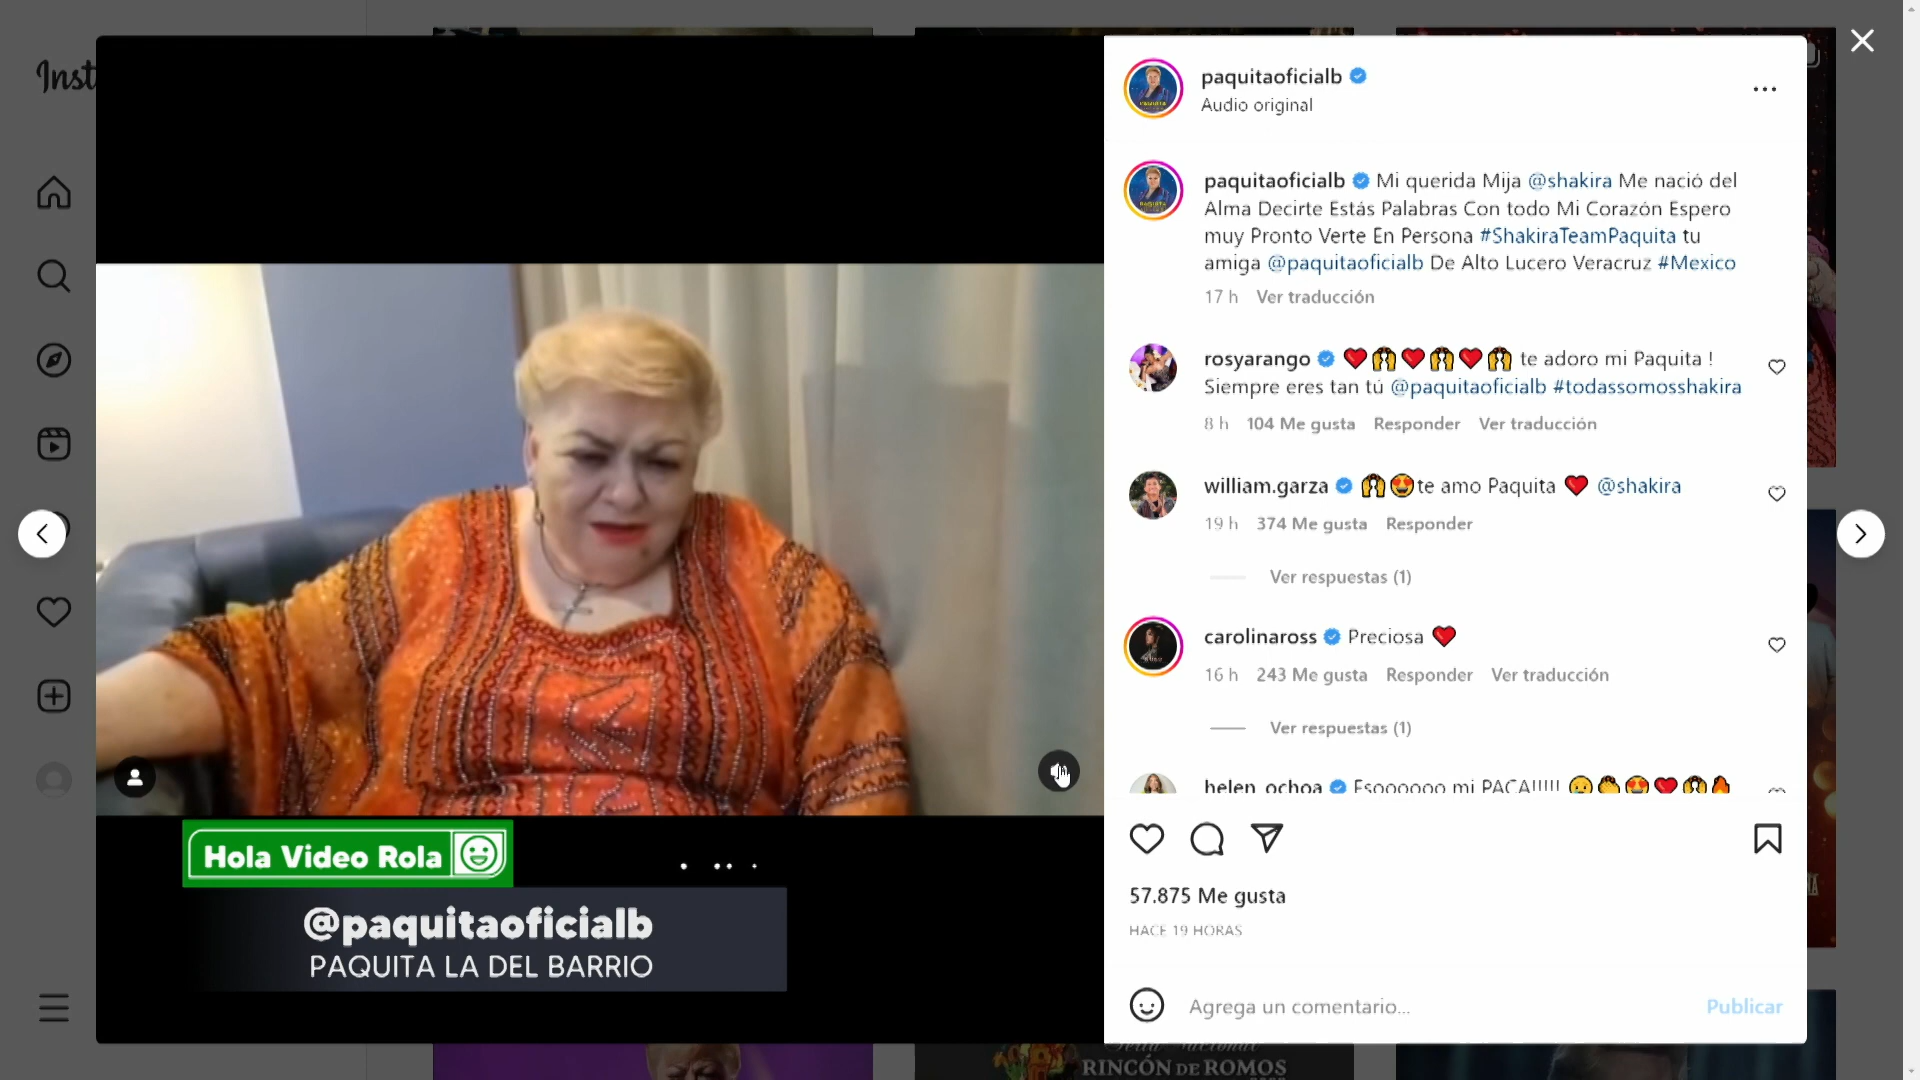 Inst
paquitaoficialb
Audio original
paquitaoficialb Mi querida Mija @shakira Me nació del
Alma Decirte Estás Palabras Con todo Mi Corazón Espero
muy Pronto Verte En Persona #ShakiraTeamPaquita tu
amiga @paquitaoficialb De Alto Lucero Veracruz #Mexico
17 h Ver traducción
rosyarango te adoro mi Paquita !
Siempre eres tan tú @paquitaoficialb #todassomosshakira
8 h 104 Me gusta Responder Ver traducción
william.garza te amo Paquita @shakira
19 h 374 Me gusta Responder
Ver respuestas (1)
carolinaross Preciosa
16 h 243 Me gusta Responder Ver traducción
Ver respuestas (1)
helen_ochoa Esoooooo mi PACA!!!!!
57.875 Me gusta
HACE 19 HORAS
Agrega un comentario...
Publicar
Hola Video Rola
@paquitaoficialb
PAQUITA LA DEL BARRIO
RINCÓN DE ROMOS